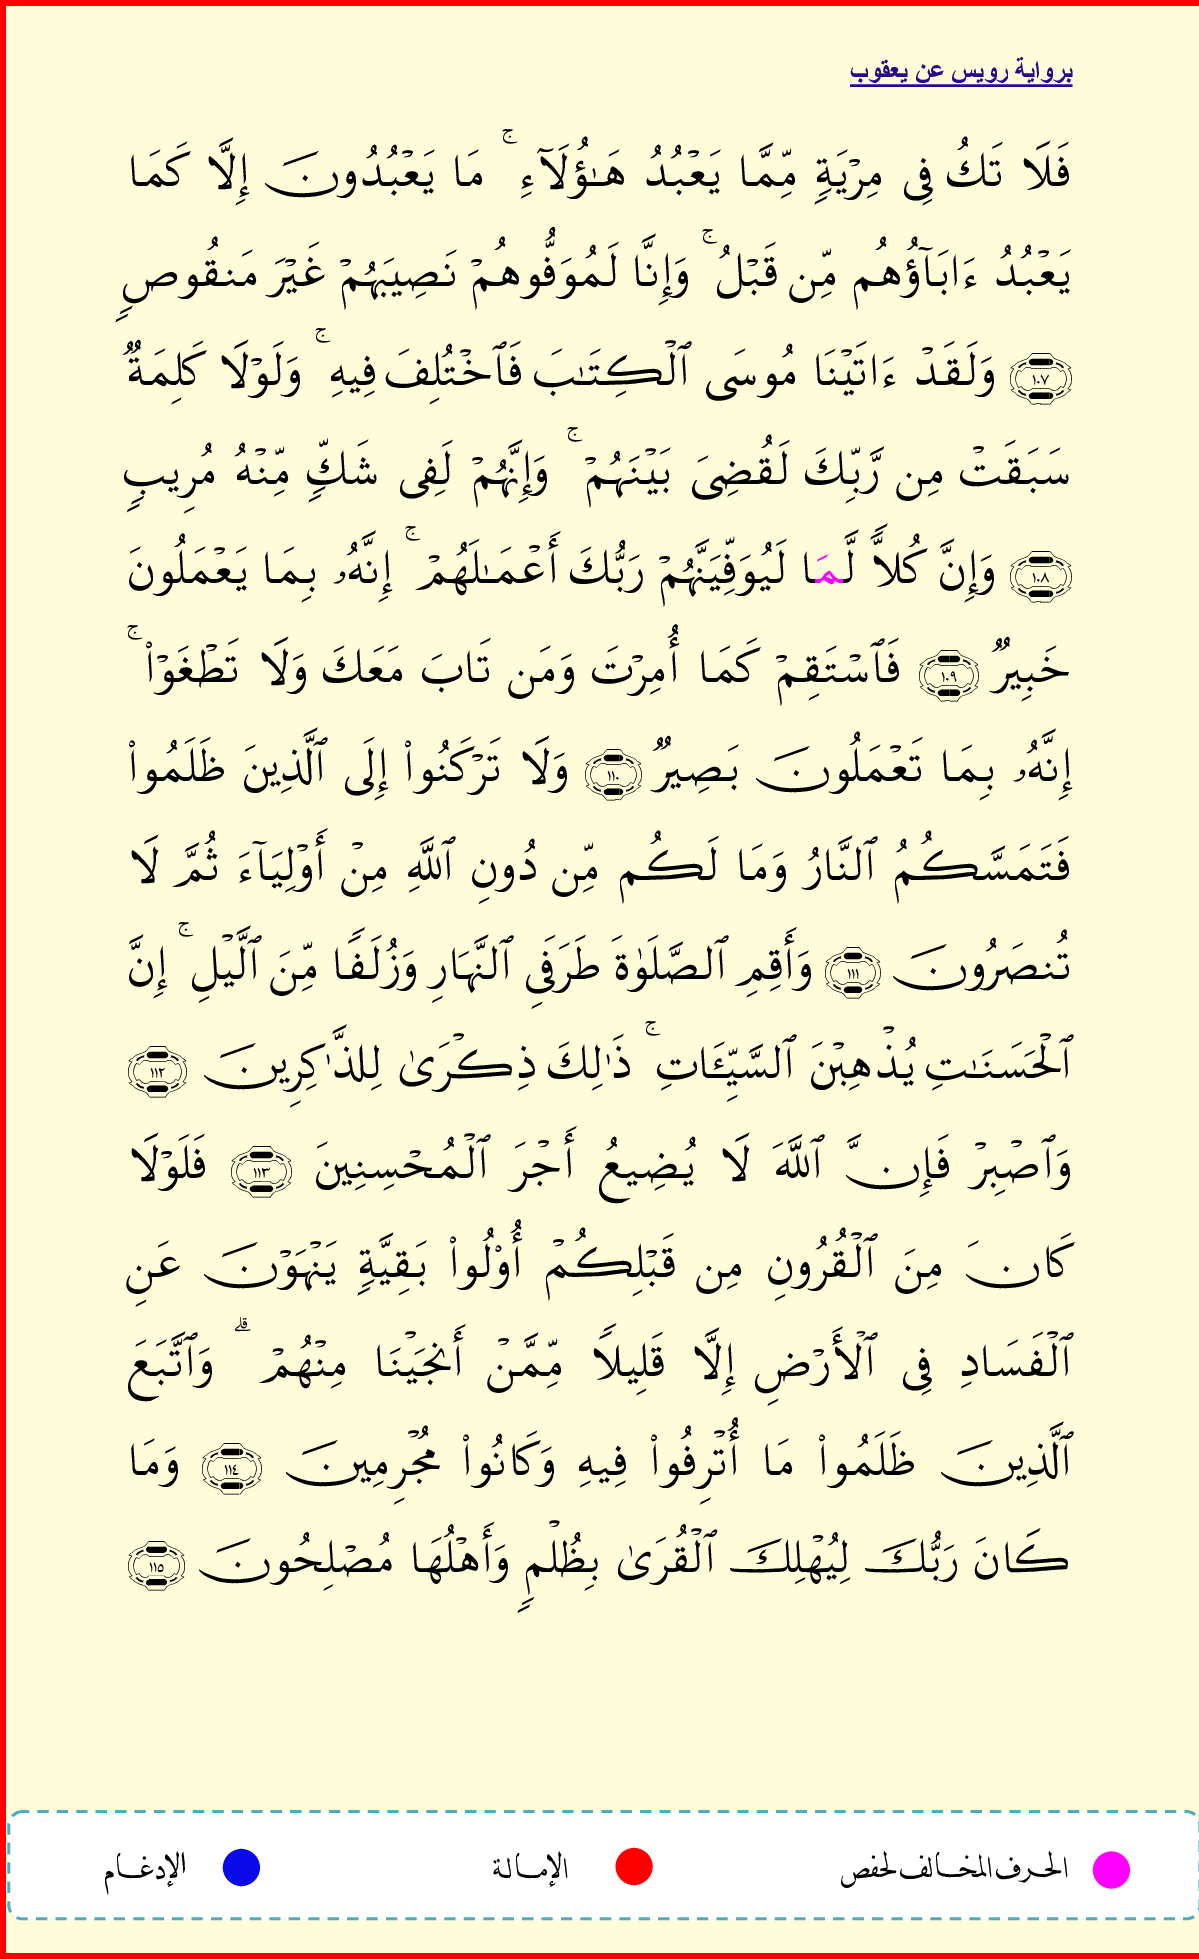 برواية رويس عن يعقوب
فَلَا تَكُ فِى مِرْيَةٍ مِّمَّا يَعْبُدُ هَـٰٓؤُلَآءِ ۚ مَا يَعْبُدُونَ إِلَّا كَمَا
يَعْبُدُ ءَابَآؤُهُم مِّن قَبْلُ ۚ وَإِنَّا لَمُوَفُّوهُمْ نَصِيبَهُمْ غَيْرَ مَنقُوصٍ
١٠٧ وَلَقَدْ ءَاتَيْنَا مُوسَى ٱلْكِتَـٰبَ فَٱخْتُلِفَ فِيهِ ۚ وَلَوْلَا كَلِمَةٌ
سَبَقَتْ مِن رَّبِّكَ لَقُضِىَ بَيْنَهُمْ ۚ وَإِنَّهُمْ لَفِى شَكٍّ مِّنْهُ مُرِيبٍ
١٠٨ وَإِنَّ كُلاًّ لَّمَا لَيُوَفِّيَنَّهُمْ رَبُّكَ أَعْمَـٰلَهُمْ ۚ إِنَّهُۥ بِمَا يَعْمَلُونَ
خَبِيرٌ ١٠٩ فَٱسْتَقِمْ كَمَا أُمِرْتَ وَمَن تَابَ مَعَكَ وَلَا تَطْغَوْا۟ ۚ
إِنَّهُۥ بِمَا تَعْمَلُونَ بَصِيرٌ ١١٠ وَلَا تَرْكَنُوا۟ إِلَى ٱلَّذِينَ ظَلَمُوا۟
فَتَمَسَّكُمُ ٱلنَّارُ وَمَا لَكُم مِّن دُونِ ٱللَّهِ مِنْ أَوْلِيَآءَ ثُمَّ لَا
تُنصَرُونَ ١١١ وَأَقِمِ ٱلصَّلَوٰةَ طَرَفَىِ ٱلنَّهَارِ وَزُلَفًا مِّنَ ٱلَّيْلِ ۚ إِنَّ
ٱلْحَسَنَـٰتِ يُذْهِبْنَ ٱلسَّيِّـَٔاتِ ۚ ذَٰلِكَ ذِكْرَىٰ لِلذَّٰكِرِينَ ١١٢
وَٱصْبِرْ فَإِنَّ ٱللَّهَ لَا يُضِيعُ أَجْرَ ٱلْمُحْسِنِينَ ١١٣ فَلَوْلَا
كَانَ مِنَ ٱلْقُرُونِ مِن قَبْلِكُمْ أُو۟لُوا۟ بَقِيَّةٍ يَنْهَوْنَ عَنِ
ٱلْفَسَادِ فِى ٱلْأَرْضِ إِلَّا قَلِيلاً مِّمَّنْ أَنجَيْنَا مِنْهُمْ ۗ وَٱتَّبَعَ
ٱلَّذِينَ ظَلَمُوا۟ مَا أُتْرِفُوا۟ فِيهِ وَكَانُوا۟ مُجْرِمِينَ ١١٤ وَمَا
كَانَ رَبُّكَ لِيُهْلِكَ ٱلْقُرَىٰ بِظُلْمٍ وَأَهْلُهَا مُصْلِحُونَ ١١٥
الحرف المخالف لحفص الإمالة الإدغام